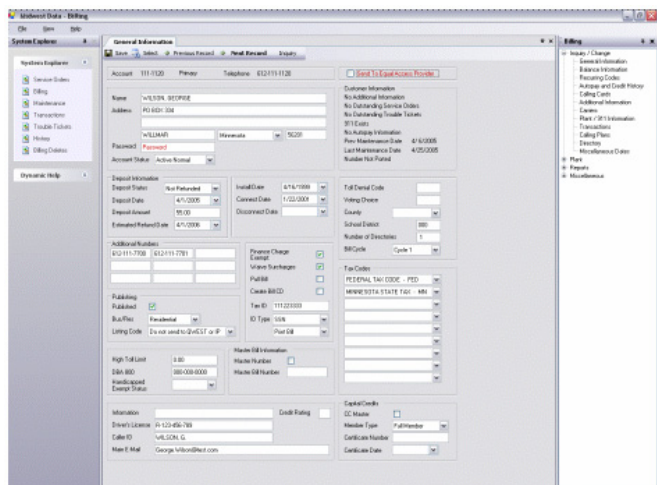 Midwest Data - Billing
File View Help
System Explorer
General Information
Billing
Save Select Previous Record Next Record Inquiry
System Explorer
Service Orders
Billing
Maintenance
Transactions
Trouble Tickets
History
Billing Deletes
Dynamic Help
Account 111-1120 Primary Telephone 612-111-1120
Send To Equal Access Provider
Name WILSON, GEORGE
Address PO BOX 334
WILLMAR Minnesota 56201
Password Password
Account Status Active Normal
Customer Information
No Additional Information
No Outstanding Service Orders
No Outstanding Trouble Tickets
911 Exists
No Autopay Information
Prev Maintenance Date 4/6/2005
Last Maintenance Date 4/25/2005
Number Not Ported
Deposit Information
Deposit Status Not Refunded
Deposit Date 4/1/2005
Deposit Amount 55.00
Estimated Refund Date 4/1/2006
Install Date 8/16/1999
Connect Date 1/22/2001
Disconnect Date
Toll Denial Code
Voting Choice
County
School District 000
Number of Directories 1
Bill Cycle Cycle 1
Additional Numbers
612-111-7700 612-111-7701
Finance Charge Exempt
Waive Surcharges
Pull Bill
Create Bill CD
Tax ID 111223333
ID Type SSN
Print Bill
Publishing
Published
Bus/Res Residential
Listing Code Do not send to QWEST or IP
Tax Codes
FEDERAL TAX CODE - FED
MINNESOTA STATE TAX - MN
High Toll Limit 0.00
DBA 800 000-000-0000
Handicapped Exempt Status
Master Bill Information
Master Number
Master Bill Number
Information Credit Rating
Driver's License R-123-456-789
Caller ID WILSON, G
Main E Mail George.Wilson@test.com
Capital Credits
CC Master
Member Type Full Member
Certificate Number
Certificate Date
Inquiry / Change
General Information
Balance Information
Recurring Codes
Autopay and Credit History
Calling Cards
Additional Information
Carriers
Plant / 911 Information
Transactions
Calling Plans
Directory
Miscellaneous Dates
Plant
Reports
Miscellaneous